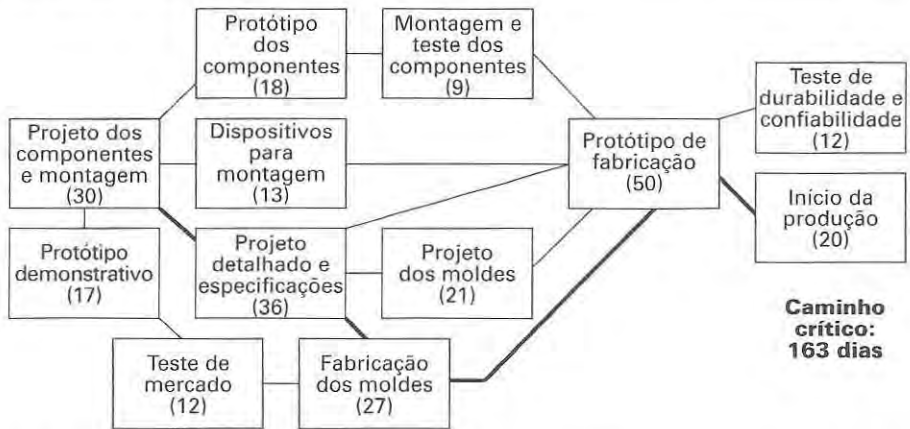 Protótipo
dos
componentes
(18)
Montagem e
teste dos
componentes
(9)
Teste de
durabilidade e
confiabilidade
(12)
Projeto dos
componentes
e montagem
(30)
Dispositivos
para
montagem
(13)
Protótipo de
fabricação
(50)
Início da
produção
(20)
Protótipo
demonstrativo
(17)
Projeto
detalhado e
especificações
(36)
Projeto
dos moldes
(21)
Teste de
mercado
(12)
Fabricação
dos moldes
(27)
Caminho
crítico:
163 dias